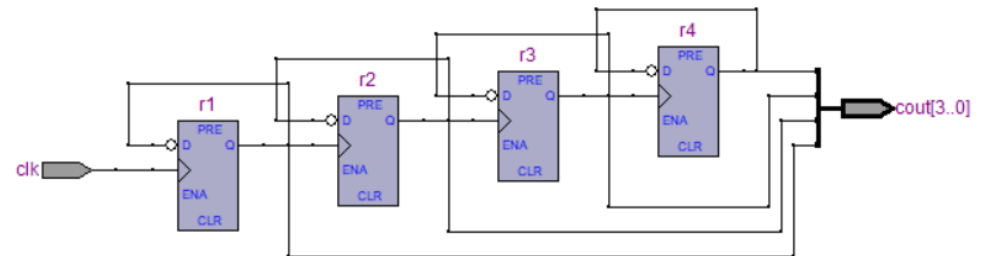 r1
PRE
D
Q
ENA
CLR
r2
PRE
D
Q
ENA
CLR
r3
PRE
D
Q
ENA
CLR
r4
PRE
D
Q
ENA
CLR
clk
cout[3..0]